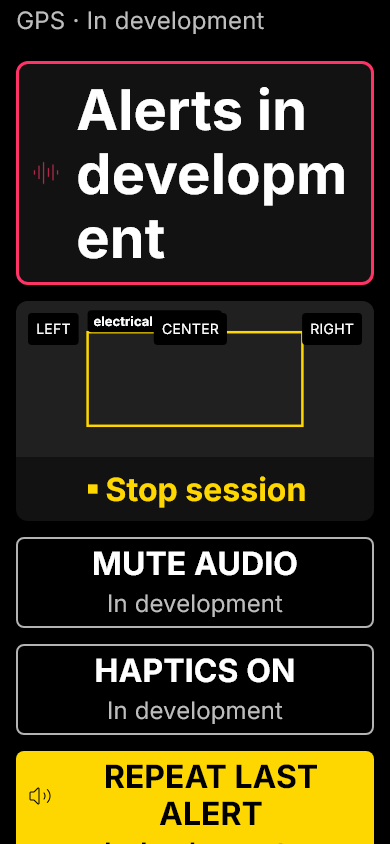 GPS · In development
Alerts in
developm
ent
LEFT
electrical
CENTER
RIGHT
Stop session
MUTE AUDIO
In development
HAPTICS ON
In development
REPEAT LAST
ALERT